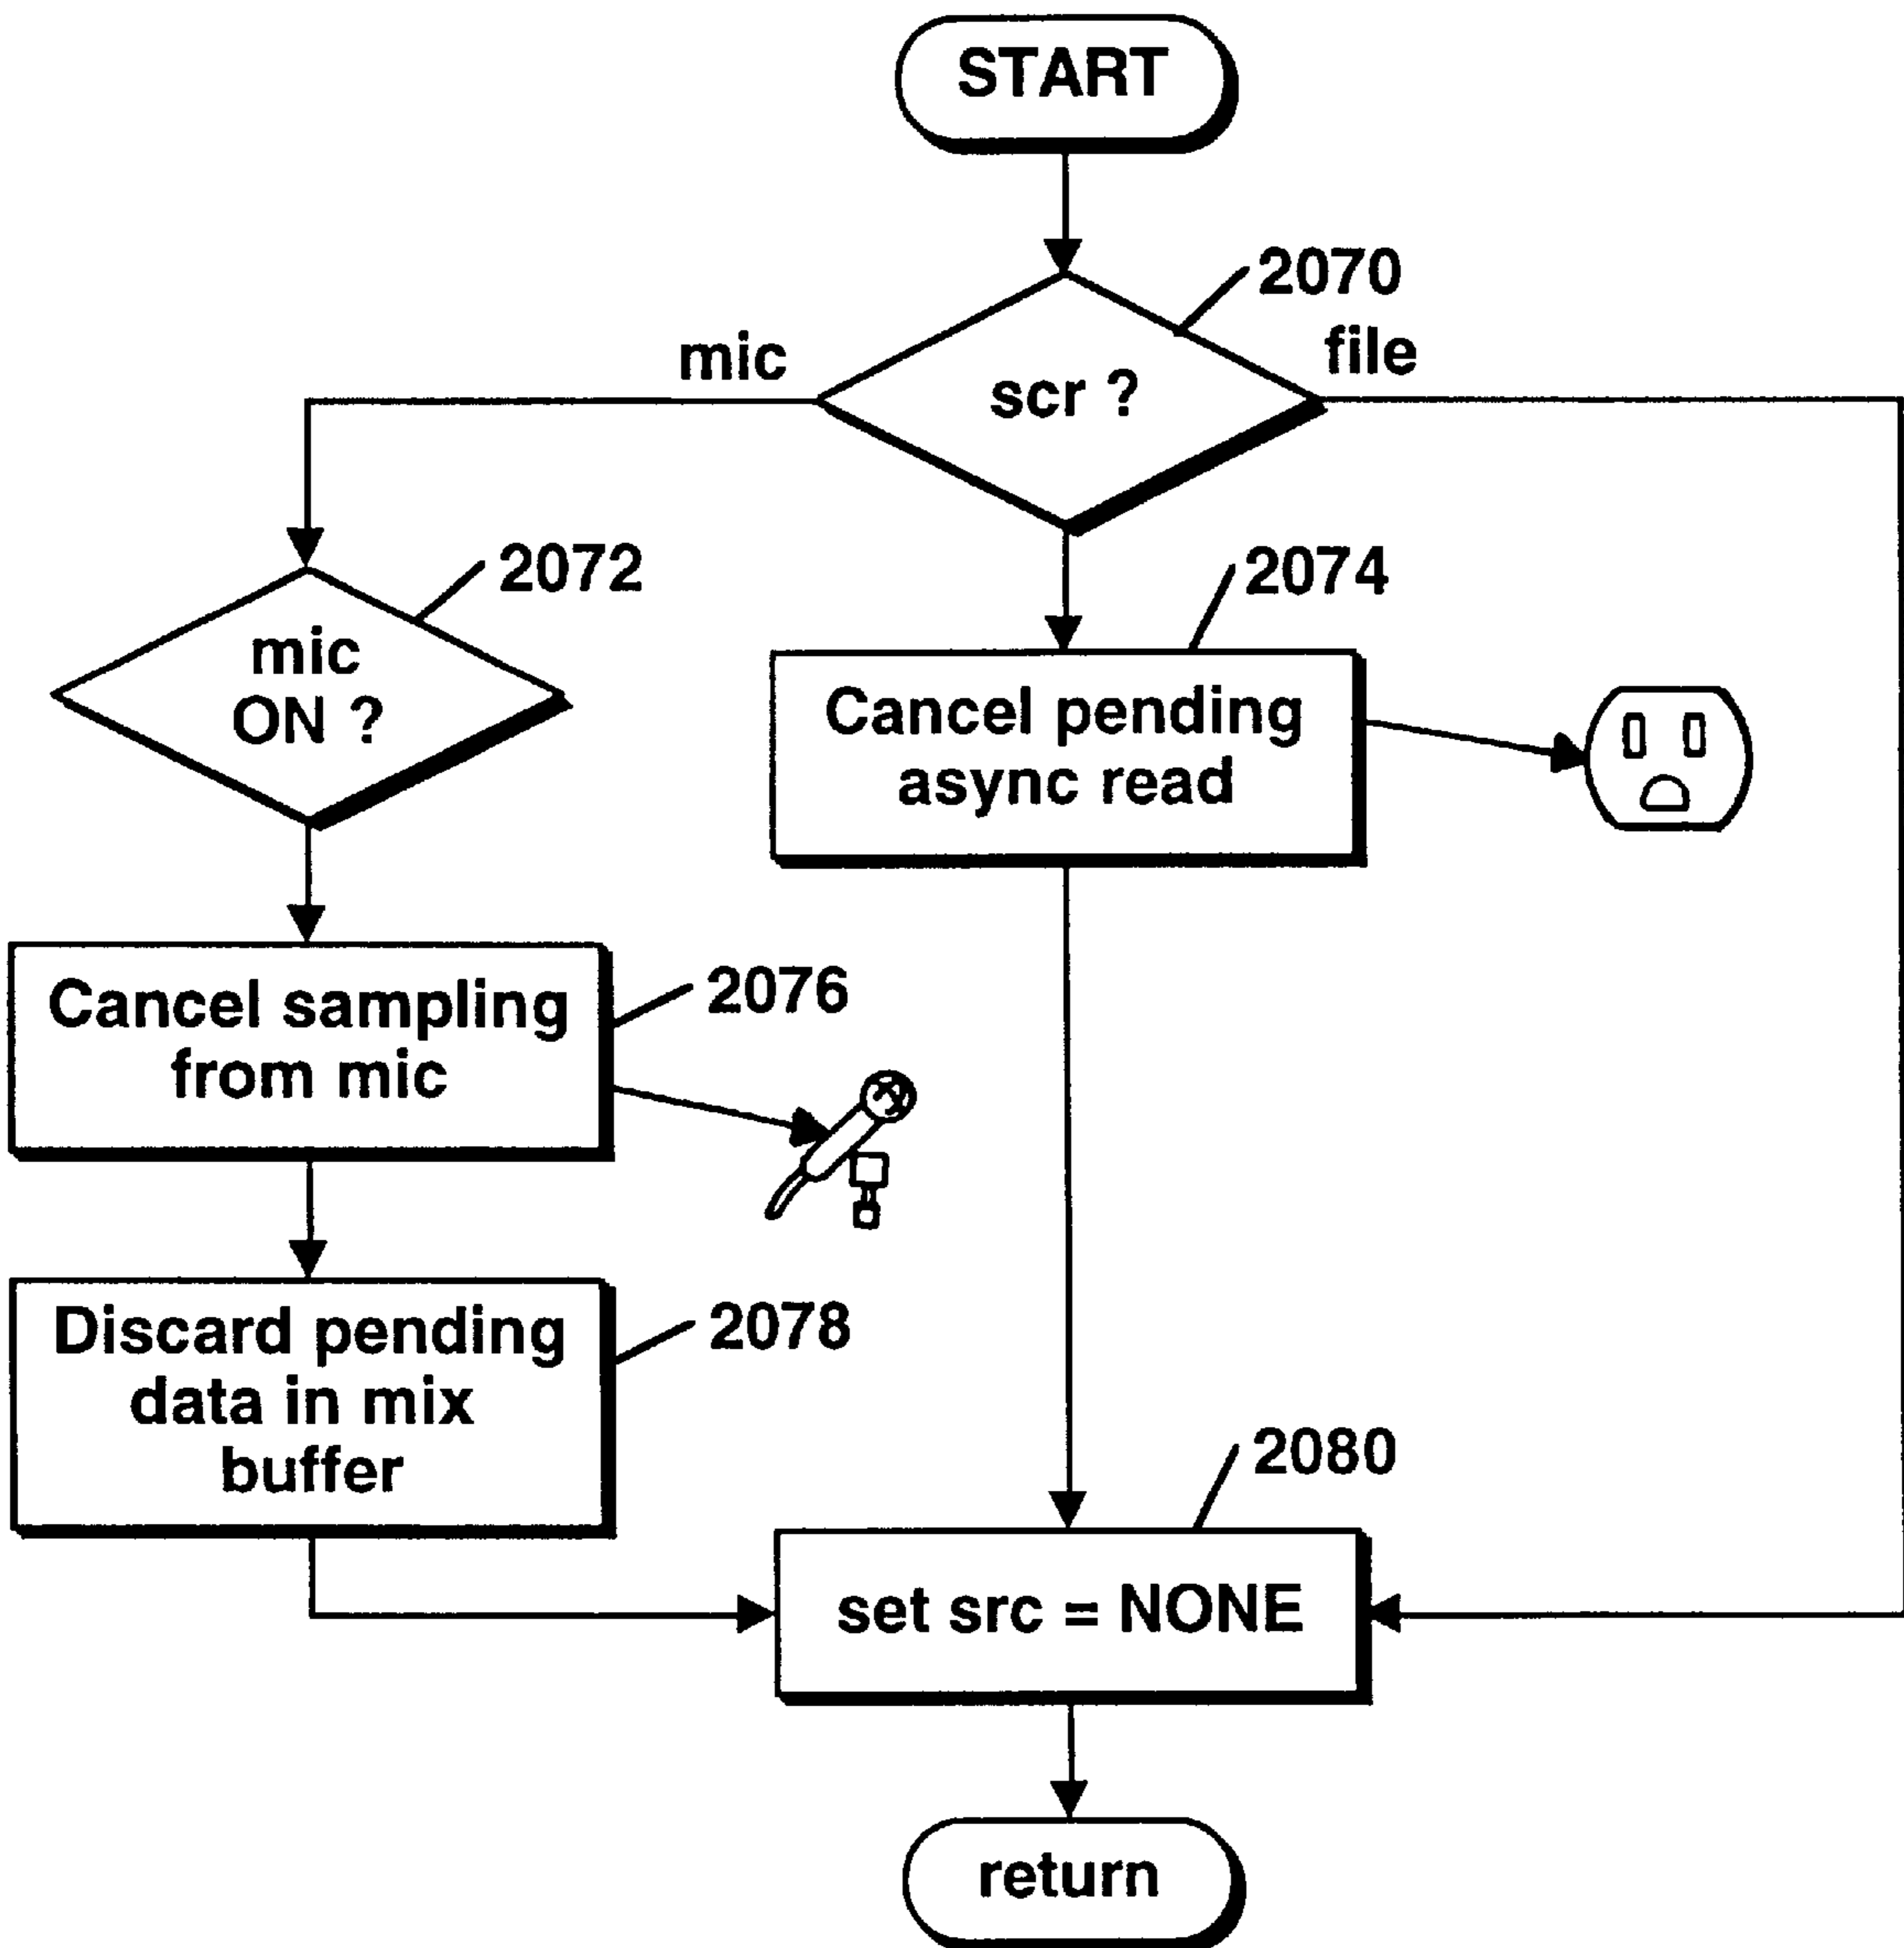 START
2070
mic
file
scr ?
2072
2074
mic
ON ?
Cancel pending
async read
2076
Cancel sampling
from mic
2078
Discard pending
data in mix
buffer
2080
set src = NONE
return